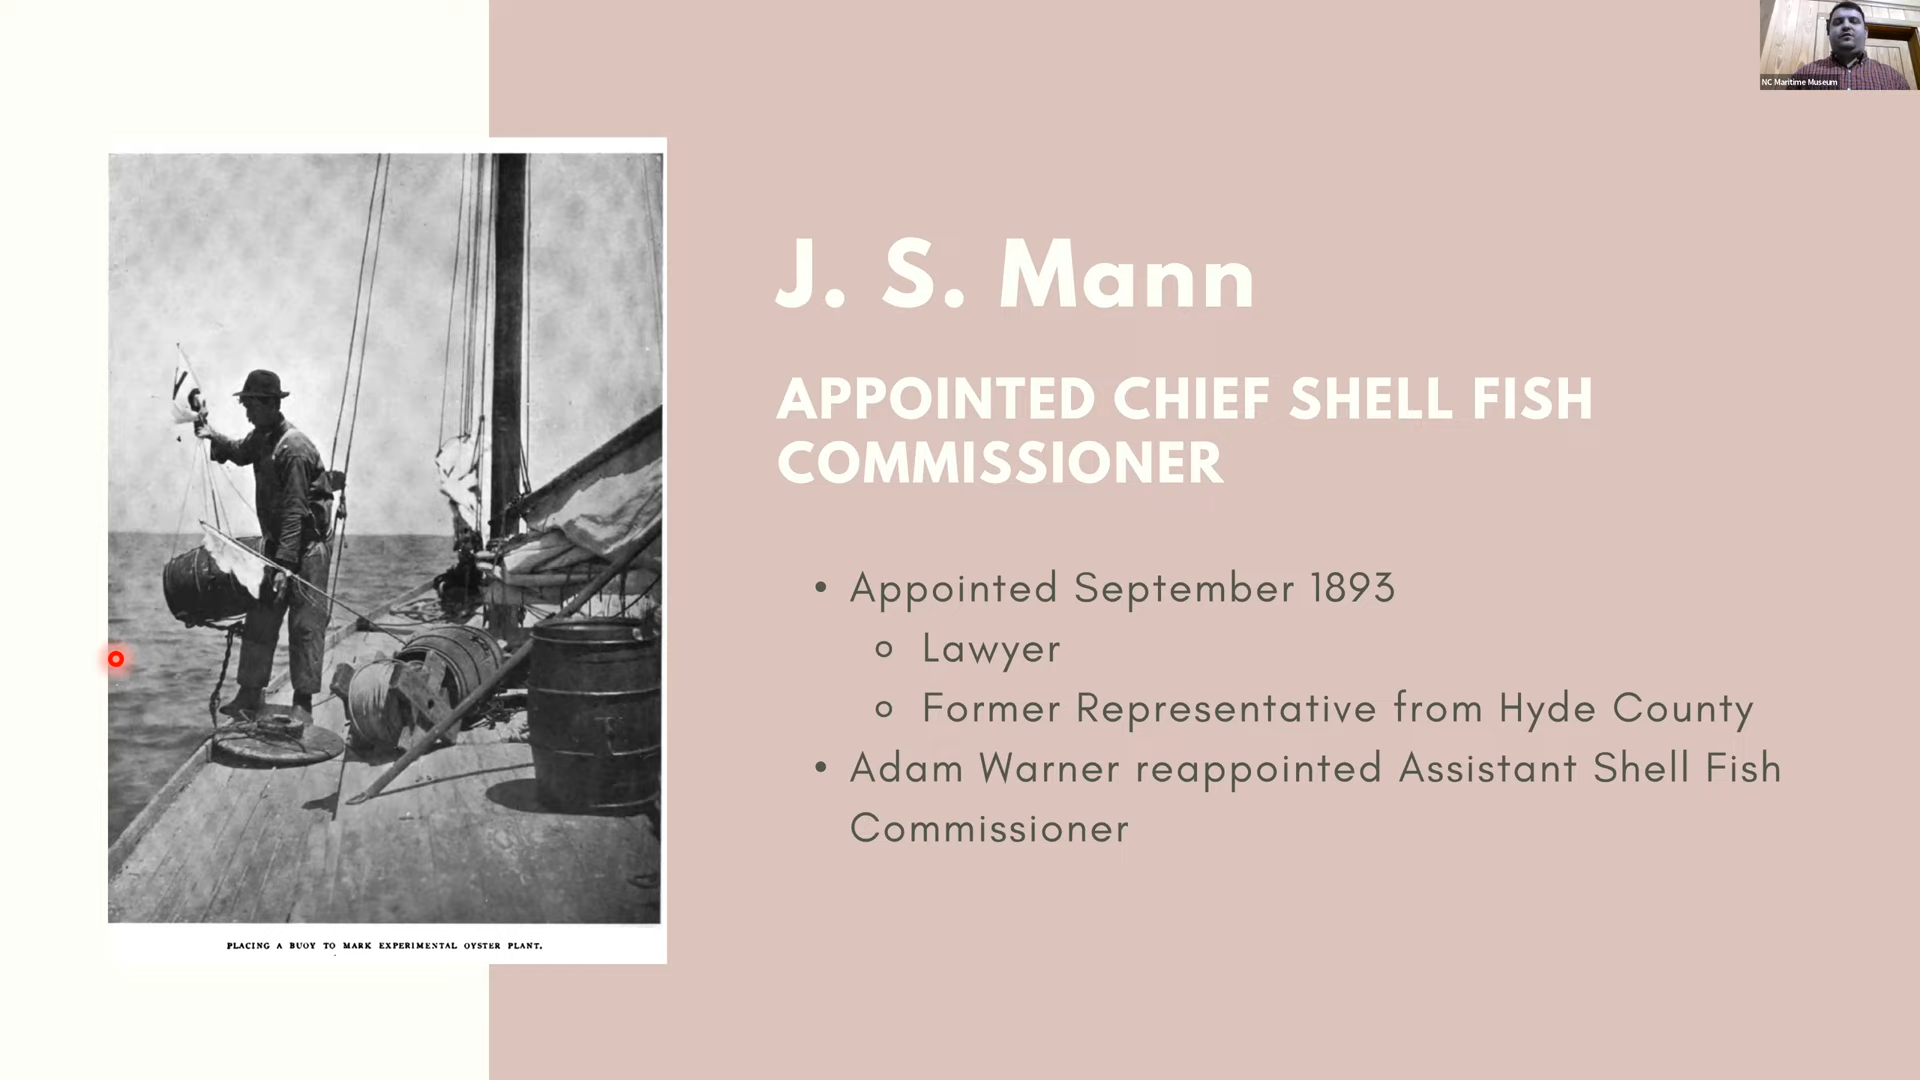 NC Maritime Museum
J. S. Mann
APPOINTED CHIEF SHELL FISH
COMMISSIONER
• Appointed September 1893
○ Lawyer
○ Former Representative from Hyde County
• Adam Warner reappointed Assistant Shell Fish
Commissioner
PLACING A BUOY TO MARK EXPERIMENTAL OYSTER PLANT.